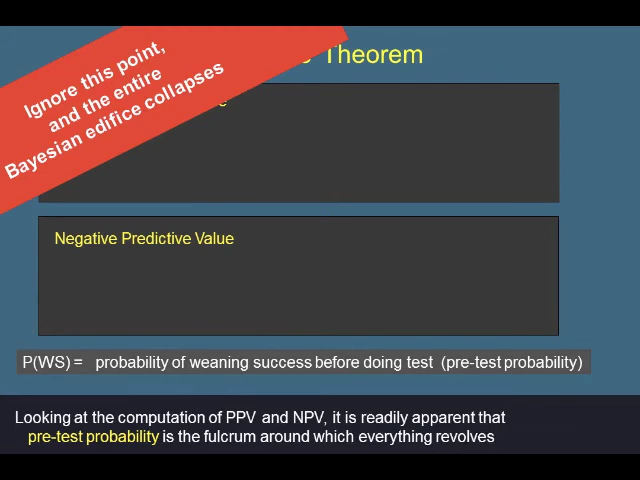 Ignore this point,
and the entire
Bayesian edifice collapses
Theorem
Negative Predictive Value
P(WS) = probability of weaning success before doing test (pre-test probability)
Looking at the computation of PPV and NPV, it is readily apparent that
pre-test probability is the fulcrum around which everything revolves